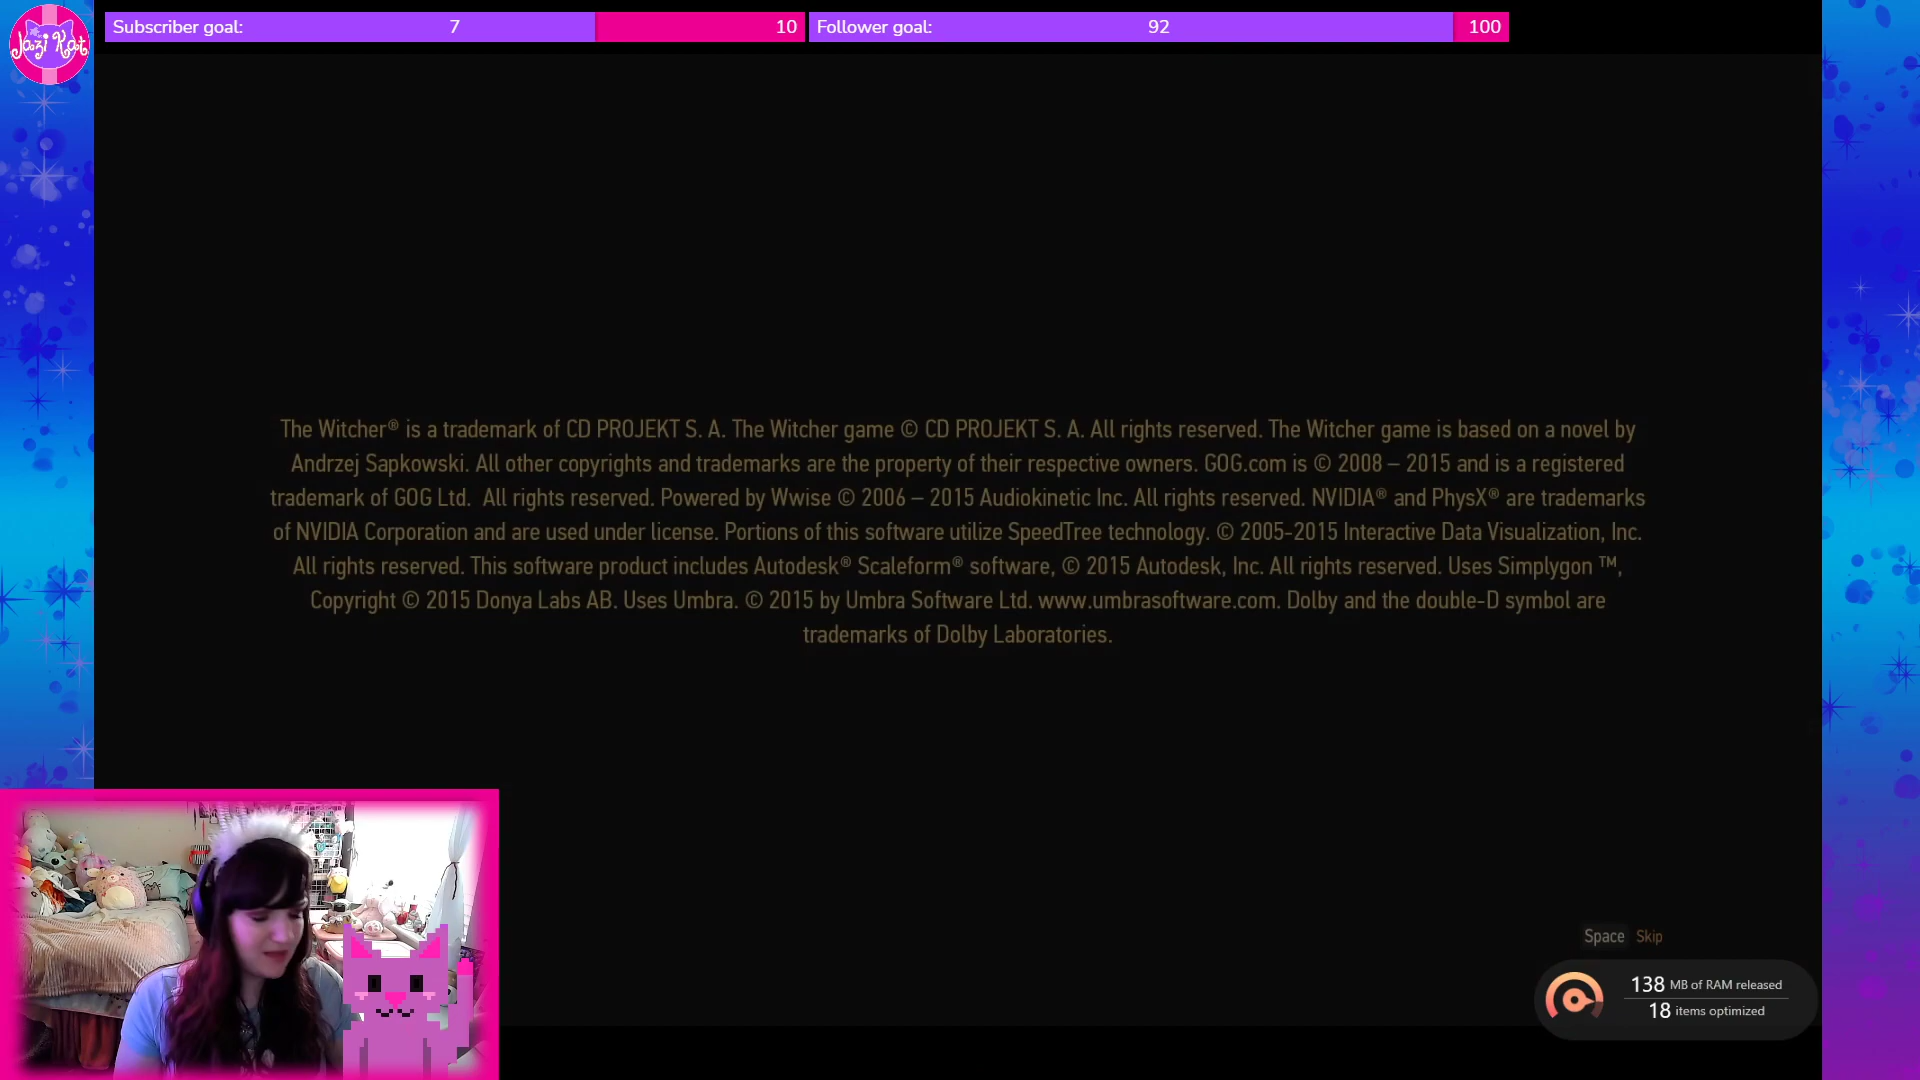 Jazi Kat
Subscriber goal: 7 10 Follower goal: 92 100
The Witcher® is a trademark of CD PROJEKT S. A. The Witcher game © CD PROJEKT S. A. All rights reserved. The Witcher game is based on a novel by
Andrzej Sapkowski. All other copyrights and trademarks are the property of their respective owners. GOG.com is © 2008 – 2015 and is a registered
trademark of GOG Ltd. All rights reserved. Powered by Wwise © 2006 – 2015 Audiokinetic Inc. All rights reserved. NVIDIA® and PhysX® are trademarks
of NVIDIA Corporation and are used under license. Portions of this software utilize SpeedTree technology. © 2005-2015 Interactive Data Visualization, Inc.
All rights reserved. This software product includes Autodesk® Scaleform® software, © 2015 Autodesk, Inc. All rights reserved. Uses Simplygon ™,
Copyright © 2015 Donya Labs AB. Uses Umbra. © 2015 by Umbra Software Ltd. www.umbrasoftware.com. Dolby and the double-D symbol are
trademarks of Dolby Laboratories.
Space Skip
138 MB of RAM released
18 items optimized